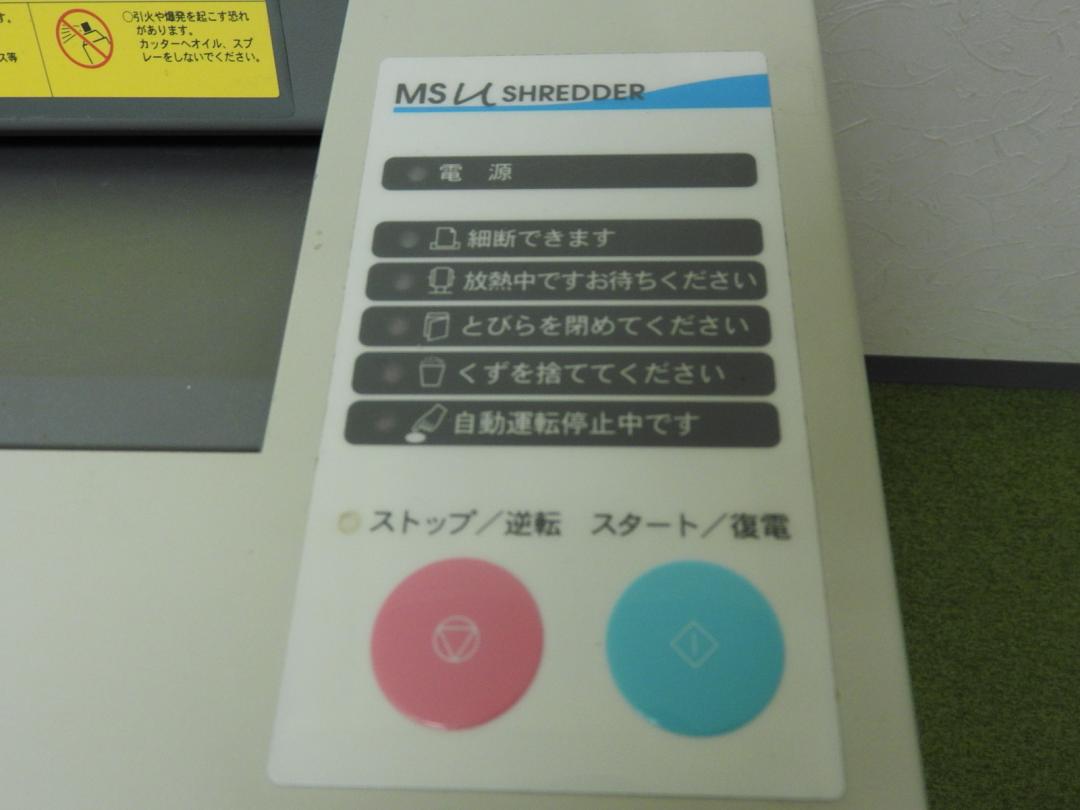 す。
ス等
○引火や爆発を起こす恐れ
があります。
カッターへオイル、スプ
レーをしないでください。
MS u SHREDDER
電 源
細断できます
放熱中ですお待ちください
とびらを閉めてください
くずを捨ててください
自動運転停止中です
ストップ／逆転 スタート／復電